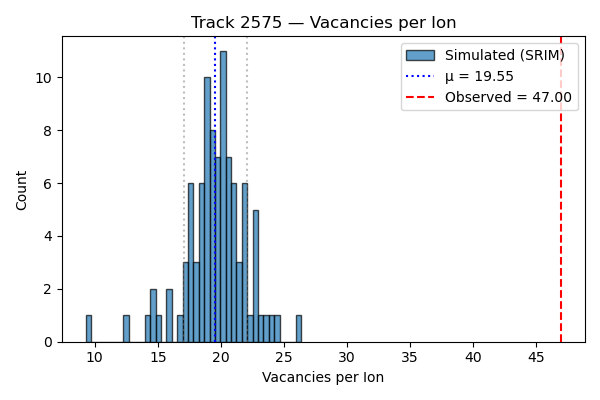 Track 2575 — Vacancies per Ion
Simulated (SRIM)
μ = 19.55
Observed = 47.00
Count
10
8
6
4
2
0
10 15 20 25 30 35 40 45
Vacancies per Ion